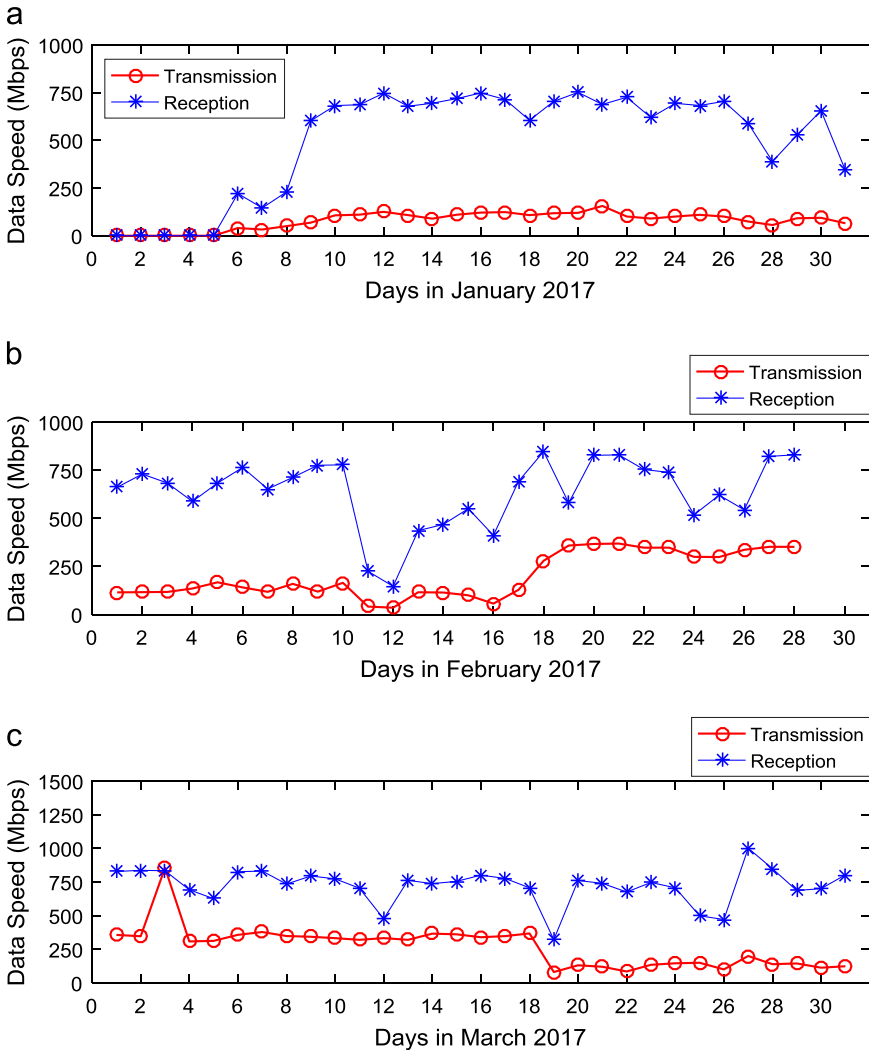 a
Data Speed (Mbps)
1000
750
500
250
0
Transmission
Reception
0 2 4 6 8 10 12 14 16 18 20 22 24 26 28 30
Days in January 2017
b
Transmission
Reception
Data Speed (Mbps)
1000
750
500
250
0
0 2 4 6 8 10 12 14 16 18 20 22 24 26 28 30
Days in February 2017
c
Transmission
Reception
Data Speed (Mbps)
1500
1250
1000
750
500
250
0
0 2 4 6 8 10 12 14 16 18 20 22 24 26 28 30
Days in March 2017